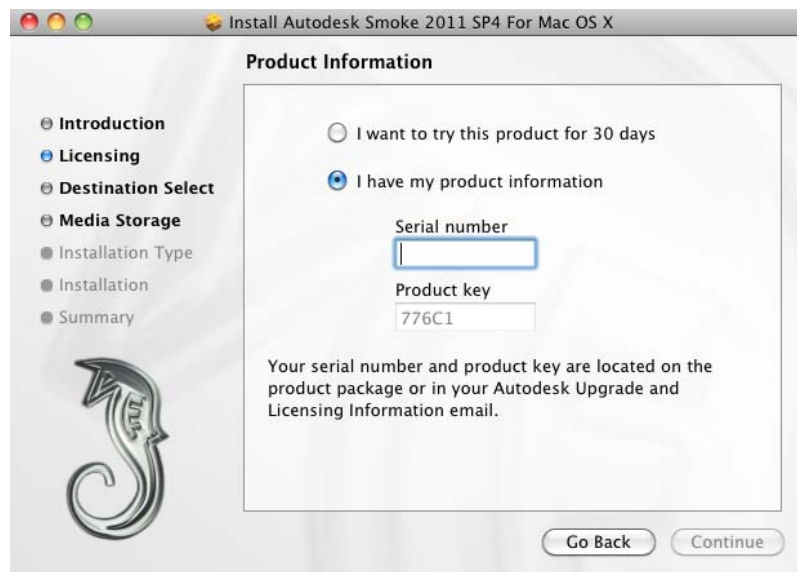 Install Autodesk Smoke 2011 SP4 For Mac OS X
Product Information
Introduction
Licensing
Destination Select
Media Storage
Installation Type
Installation
Summary
I want to try this product for 30 days
I have my product information
Serial number
Product key
776C1
Your serial number and product key are located on the
product package or in your Autodesk Upgrade and
Licensing Information email.
Go Back
Continue